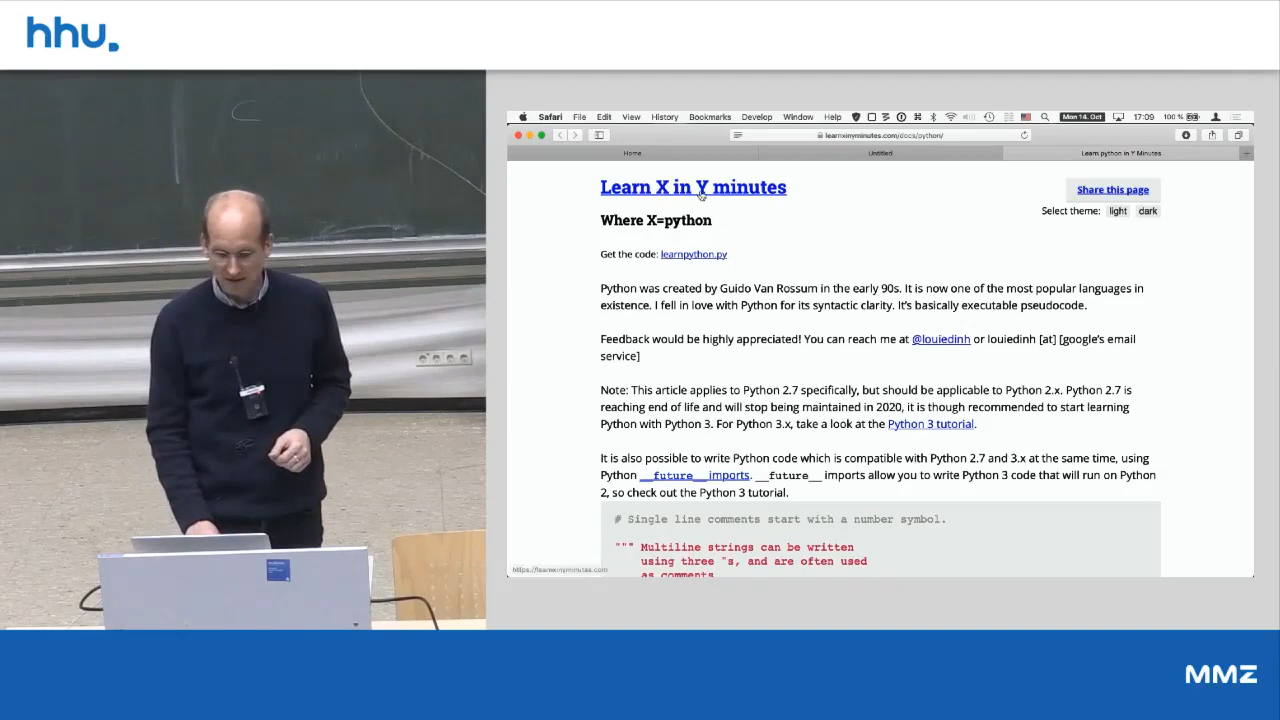 hhu.
Safari File Edit View History Bookmarks Develop Window Help Mon 14. Oct 17:09 100 %
learnxinyminutes.com/docs/python/
Home Untitled Learn python in Y Minutes
Learn X in Y minutes
Share this page
Select theme: light dark
Where X=python
Get the code: learnpython.py
Python was created by Guido Van Rossum in the early 90s. It is now one of the most popular languages in
existence. I fell in love with Python for its syntactic clarity. It's basically executable pseudocode.
Feedback would be highly appreciated! You can reach me at @louiedinh or louiedinh [at] [google's email
service]
Note: This article applies to Python 2.7 specifically, but should be applicable to Python 2.x. Python 2.7 is
reaching end of life and will stop being maintained in 2020, it is though recommended to start learning
Python with Python 3. For Python 3.x, take a look at the Python 3 tutorial.
It is also possible to write Python code which is compatible with Python 2.7 and 3.x at the same time, using
Python __future__ imports. __future__ imports allow you to write Python 3 code that will run on Python
2, so check out the Python 3 tutorial.
# Single line comments start with a number symbol.
""" Multiline strings can be written
using three "s, and are often used
as comments
https://learnxinyminutes.com
MMZ